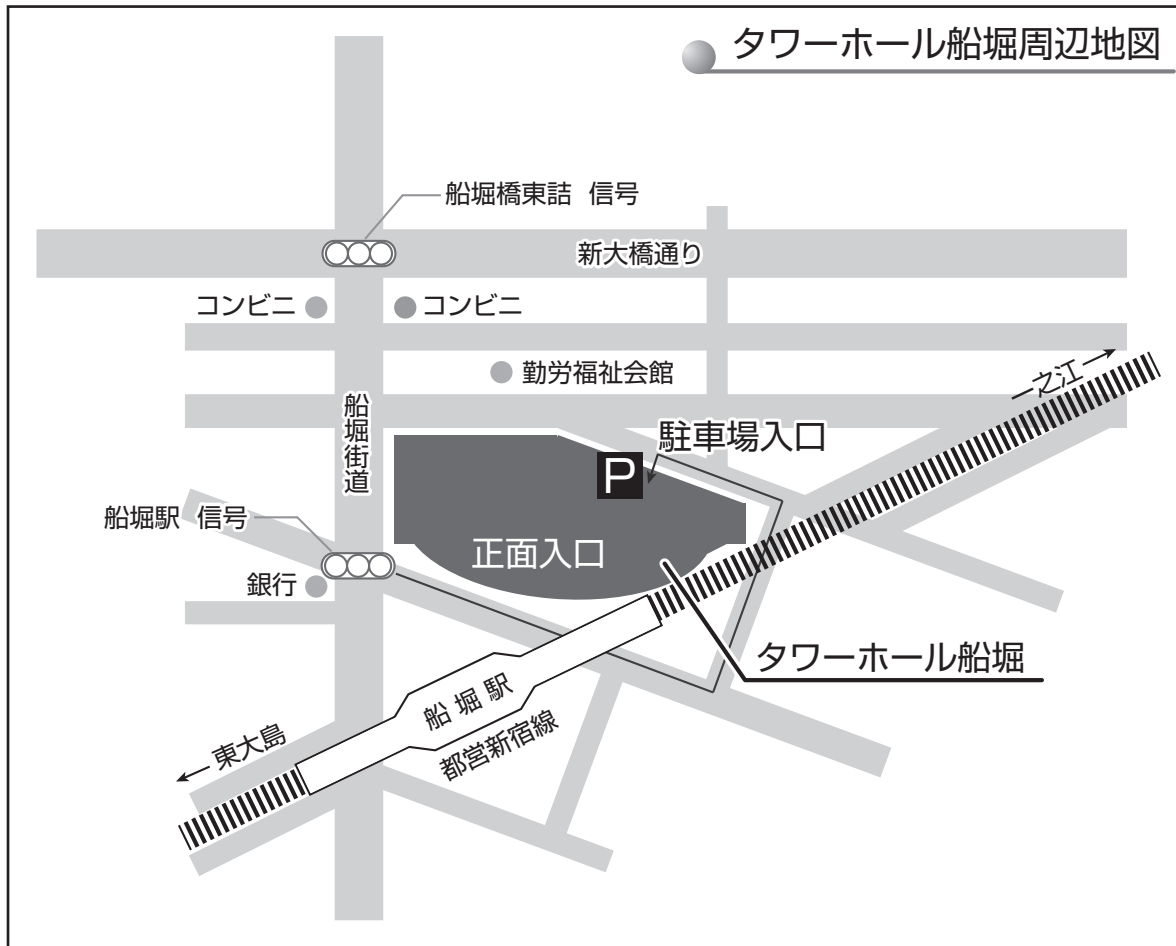 タワーホール船堀周辺地図
船堀橋東詰 信号
新大橋通り
コンビニ
コンビニ
勤労福祉会館
一之江
船堀街道
駐車場入口
P
船堀駅 信号
正面入口
銀行
タワーホール船堀
船堀駅
都営新宿線
東大島